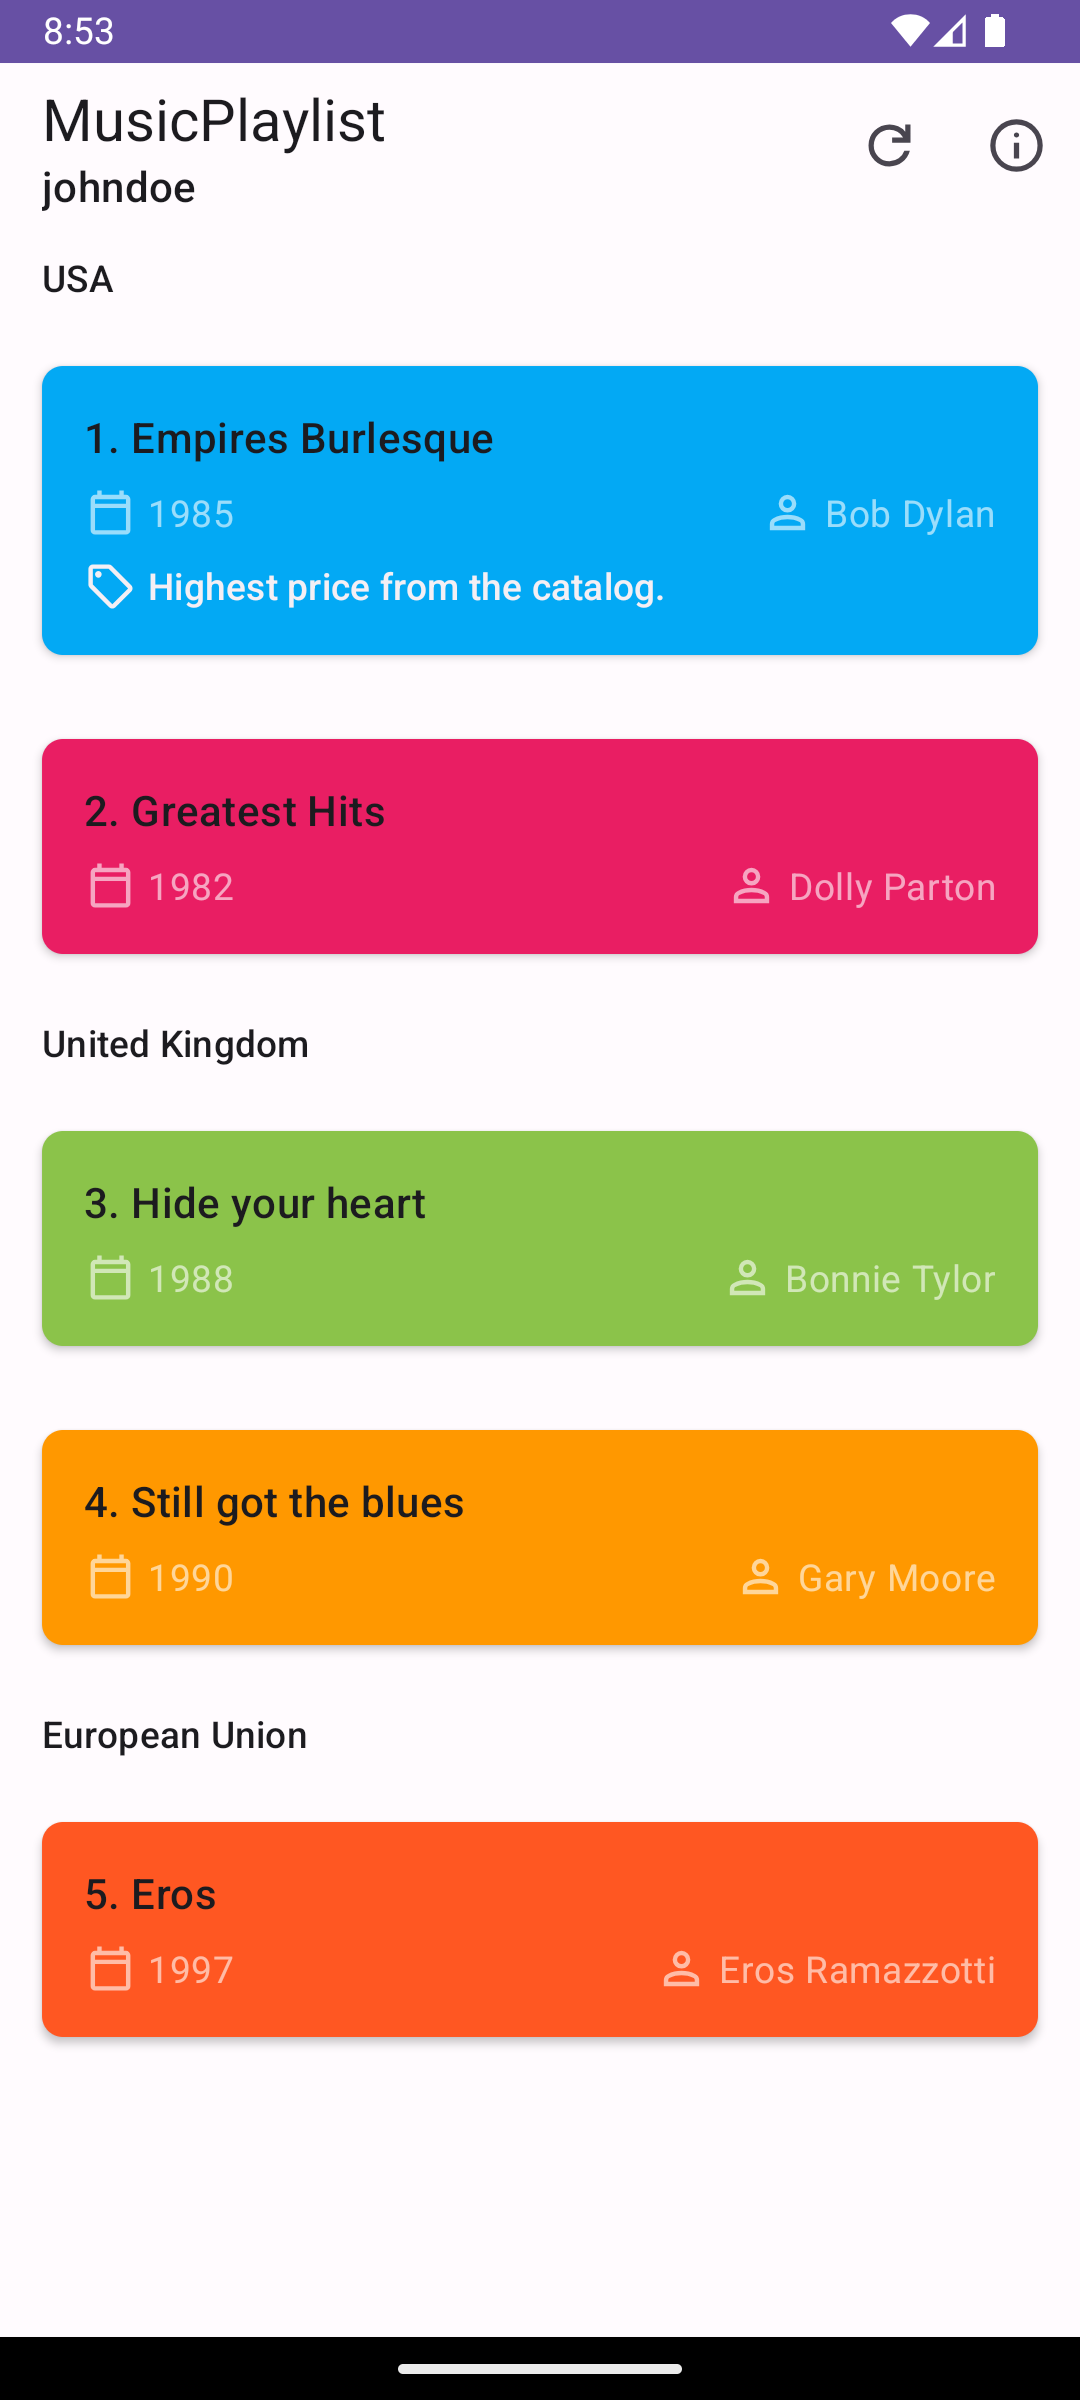 8:53
MusicPlaylist
johndoe
USA
1. Empires Burlesque
1985 Bob Dylan
Highest price from the catalog.
2. Greatest Hits
1982 Dolly Parton
United Kingdom
3. Hide your heart
1988 Bonnie Tylor
4. Still got the blues
1990 Gary Moore
European Union
5. Eros
1997 Eros Ramazzotti